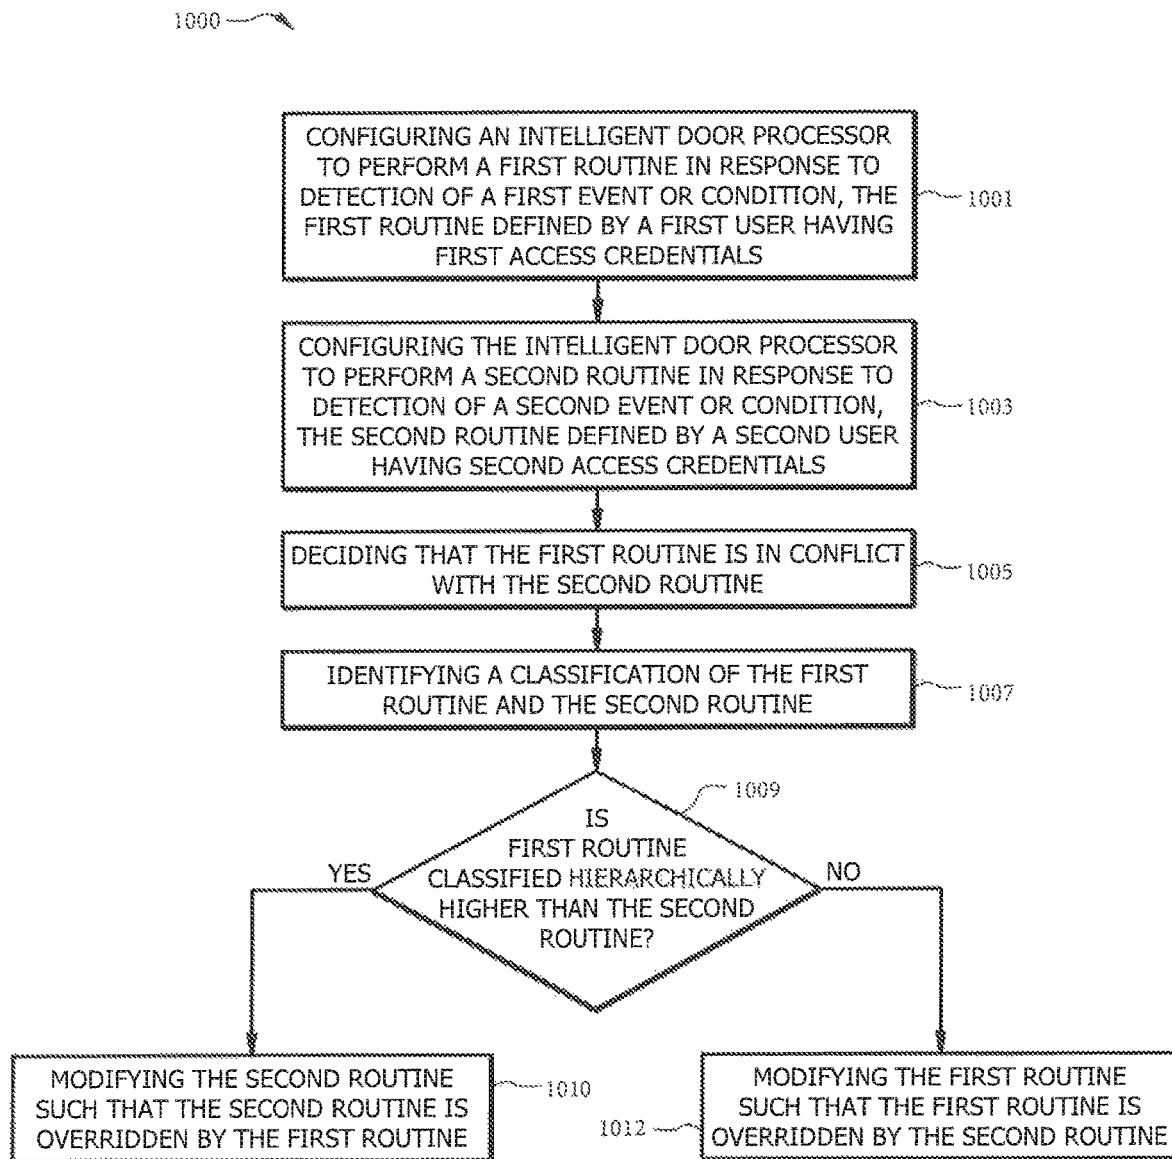 1000
CONFIGURING AN INTELLIGENT DOOR PROCESSOR
TO PERFORM A FIRST ROUTINE IN RESPONSE TO
DETECTION OF A FIRST EVENT OR CONDITION, THE
FIRST ROUTINE DEFINED BY A FIRST USER HAVING
FIRST ACCESS CREDENTIALS
1001
CONFIGURING THE INTELLIGENT DOOR PROCESSOR
TO PERFORM A SECOND ROUTINE IN RESPONSE TO
DETECTION OF A SECOND EVENT OR CONDITION,
THE SECOND ROUTINE DEFINED BY A SECOND USER
HAVING SECOND ACCESS CREDENTIALS
1003
DECIDING THAT THE FIRST ROUTINE IS IN CONFLICT
WITH THE SECOND ROUTINE
1005
IDENTIFYING A CLASSIFICATION OF THE FIRST
ROUTINE AND THE SECOND ROUTINE
1007
1009
IS
FIRST ROUTINE
CLASSIFIED HIERARCHICALLY
HIGHER THAN THE SECOND
ROUTINE?
YES
NO
MODIFYING THE SECOND ROUTINE
SUCH THAT THE SECOND ROUTINE IS
OVERRIDDEN BY THE FIRST ROUTINE
1010
MODIFYING THE FIRST ROUTINE
SUCH THAT THE FIRST ROUTINE IS
OVERRIDDEN BY THE SECOND ROUTINE
1012